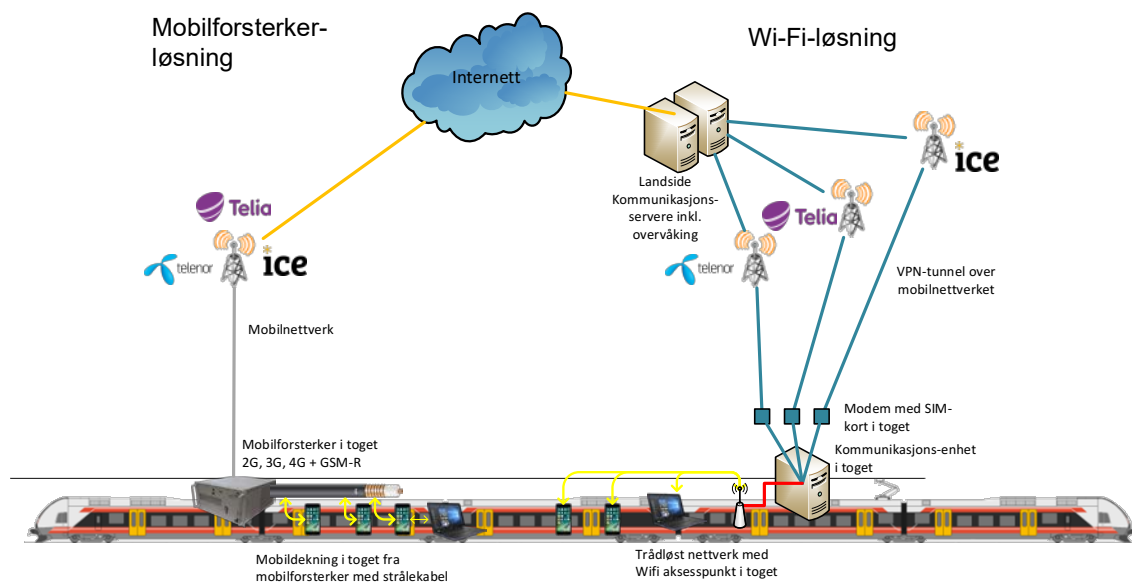 Mobilforsterker-
løsning
Wi-Fi-løsning
Internett
Landside
Kommunikasjons-
servere inkl.
overvåking
ice
Telia
telenor
Telia
telenor
ice
VPN-tunnel over
mobilnettverket
Mobilnettverk
Modem med SIM-
kort i toget
Kommunikasjons-enhet
i toget
Mobilforsterker i toget
2G, 3G, 4G + GSM-R
Mobildekning i toget fra
mobilforsterker med strålekabel
Trådløst nettverk med
Wifi aksesspunkt i toget